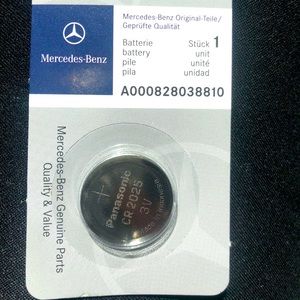 Mercedes-Benz
Mercedes-Benz Original-Teile/
Geprüfte Qualität
Batterie Stück 1
battery unit
pile unité
pila unidad
A000828038810
Mercedes-Benz Genuine Parts
Quality & Value
+
Panasonic
CR2025
3V